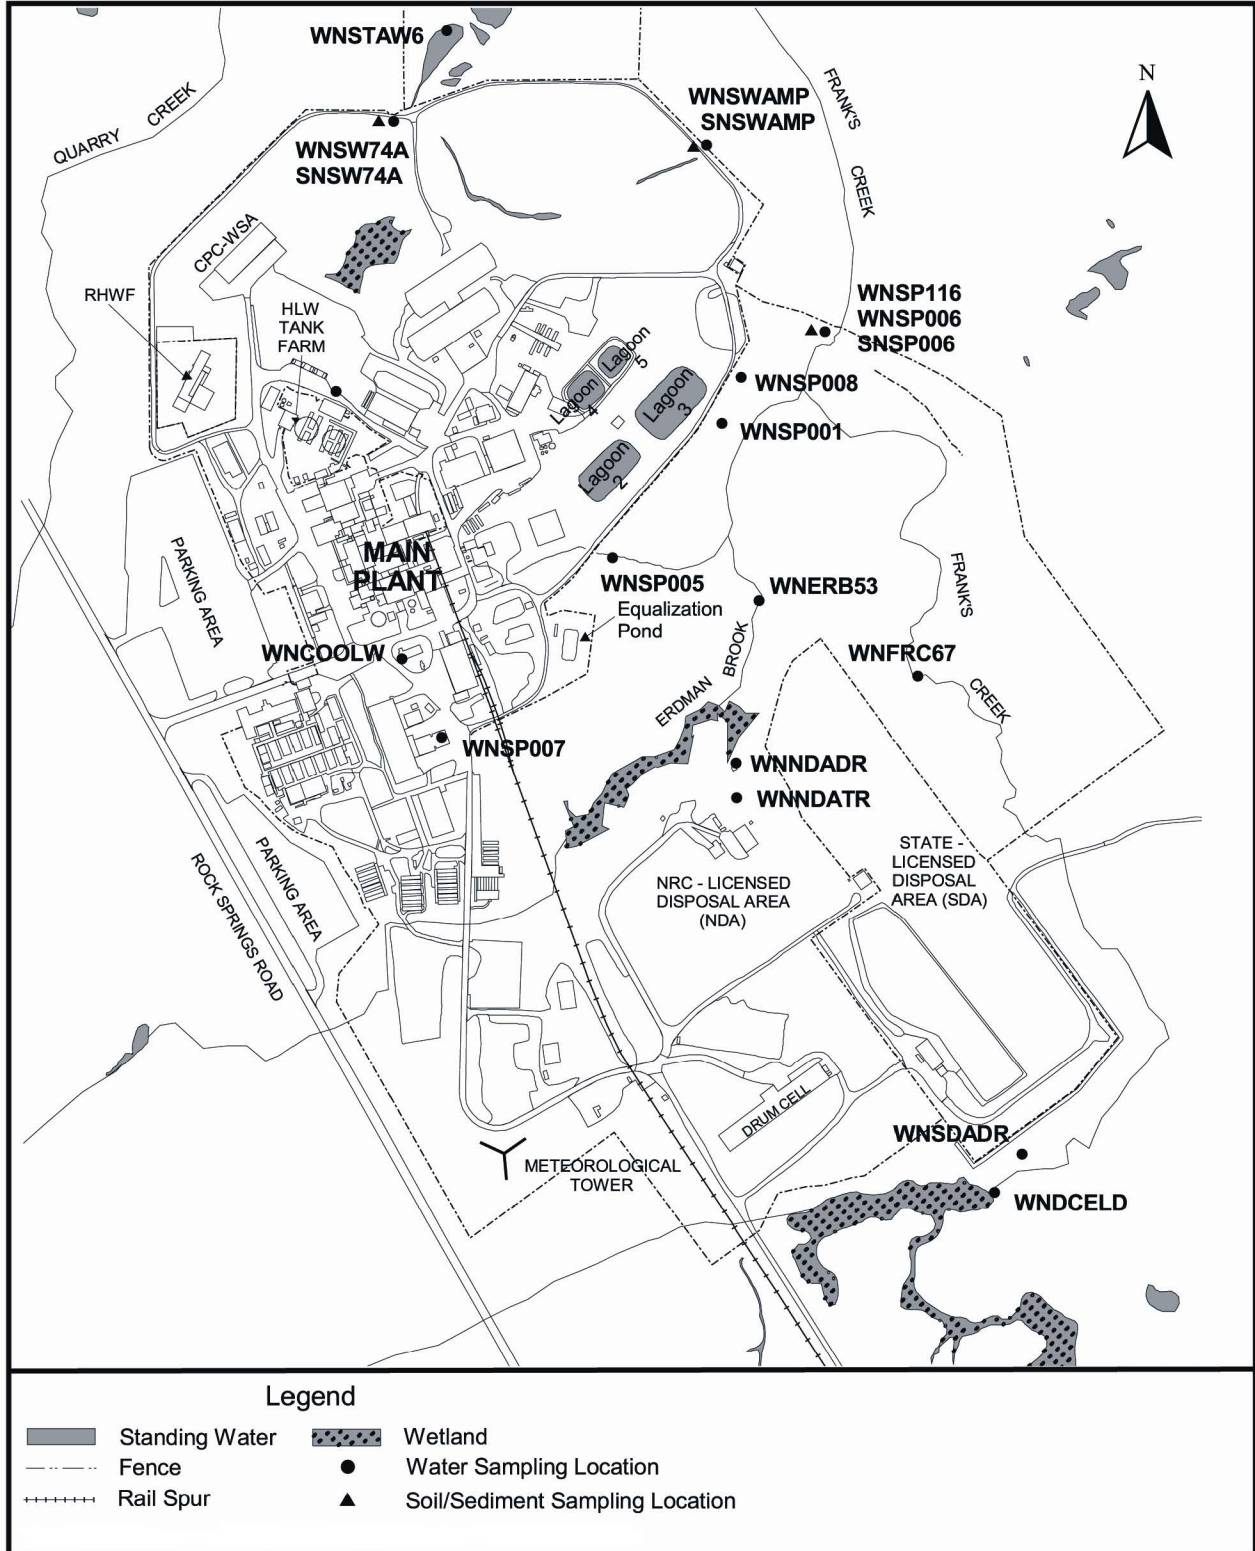 WNSTAW6
QUARRY CREEK
FRANK'S CREEK
N
WNSWAMP
SNSWAMP
WNSW74A
SNSW74A
CPC-WSA
RHWF
HLW
TANK
FARM
WNSP116
WNSP006
SNSP006
Lagoon
5
Lagoon
4
Lagoon
3
Lagoon
2
WNSP008
WNSP001
MAIN
PLANT
PARKING AREA
WNSP005
Equalization
Pond
WNERB53
FRANK'S CREEK
WNCOOLW
WNFRC67
ERDMAN BROOK
WNSP007
WNNDADR
WNNDATR
PARKING AREA
ROCK SPRINGS ROAD
NRC - LICENSED
DISPOSAL AREA
(NDA)
STATE -
LICENSED
DISPOSAL
AREA (SDA)
DRUM CELL
WNSDADR
METEOROLOGICAL
TOWER
WNDCELD
Legend
Standing Water
Wetland
Fence
Water Sampling Location
Rail Spur
Soil/Sediment Sampling Location